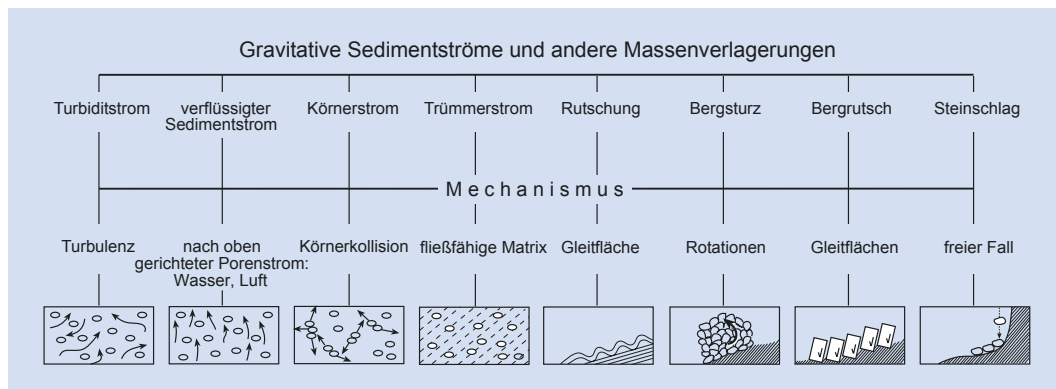 Gravitative Sedimentströme und andere Massenverlagerungen
Turbiditstrom
verflüssigter
Sedimentstrom
Körnerstrom
Trümmerstrom
Rutschung
Bergsturz
Bergrutsch
Steinschlag
Mechanismus
Turbulenz
nach oben
gerichteter Porenstrom:
Wasser, Luft
Körnerkollision
fließfähige Matrix
Gleitfläche
Rotationen
Gleitflächen
freier Fall